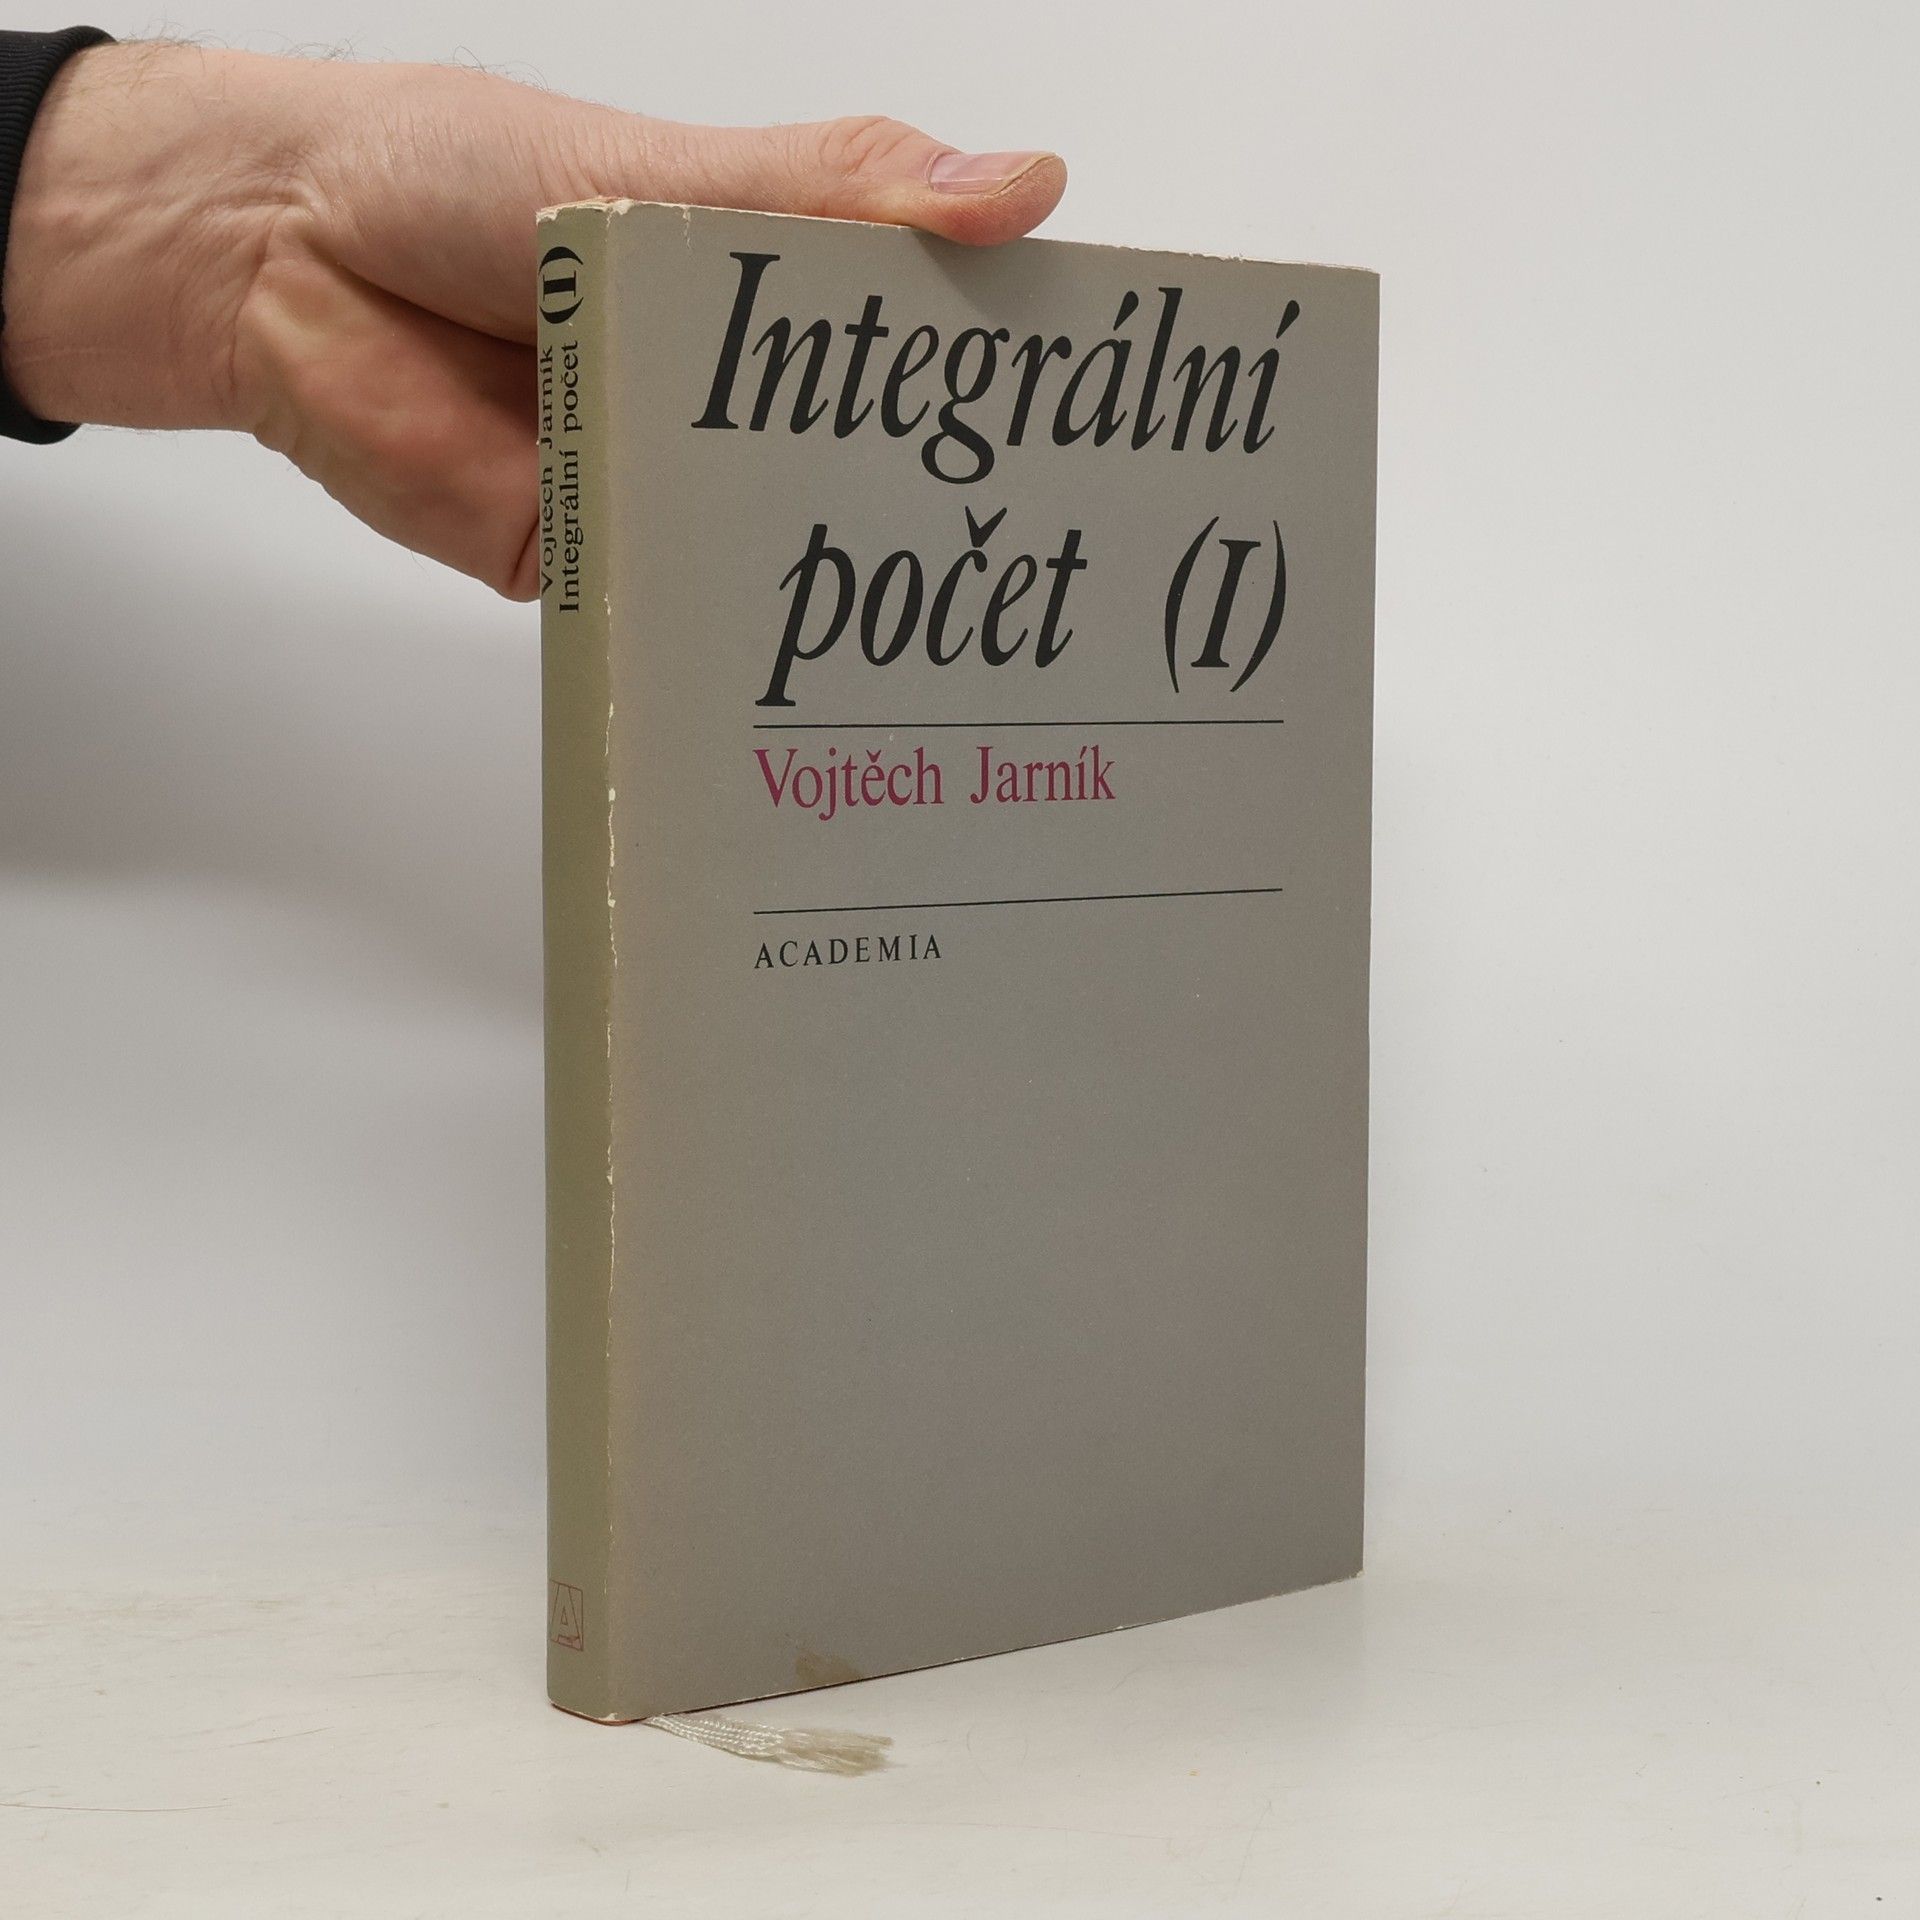 Integrální
počet (I)
Vojtěch Jarník
ACADEMIA
Vojtěch Jarník
Integrální počet (I)